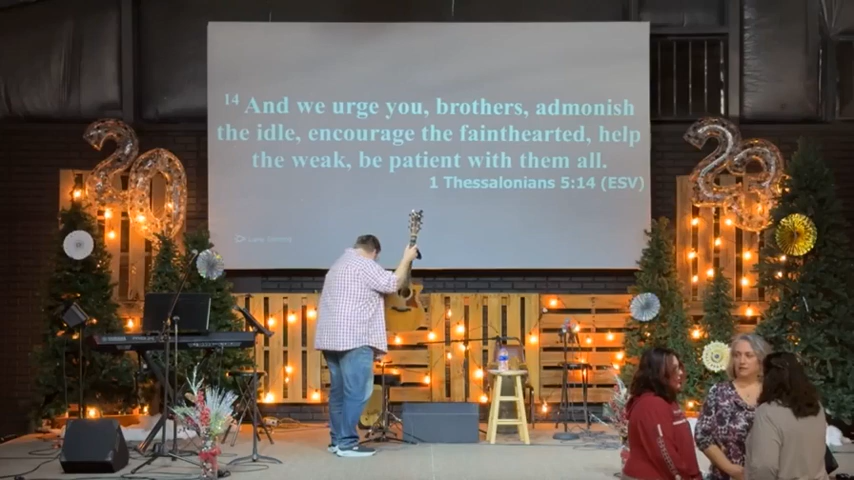 14 And we urge you, brothers, admonish
the idle, encourage the fainthearted, help
the weak, be patient with them all.
1 Thessalonians 5:14 (ESV)
20
23